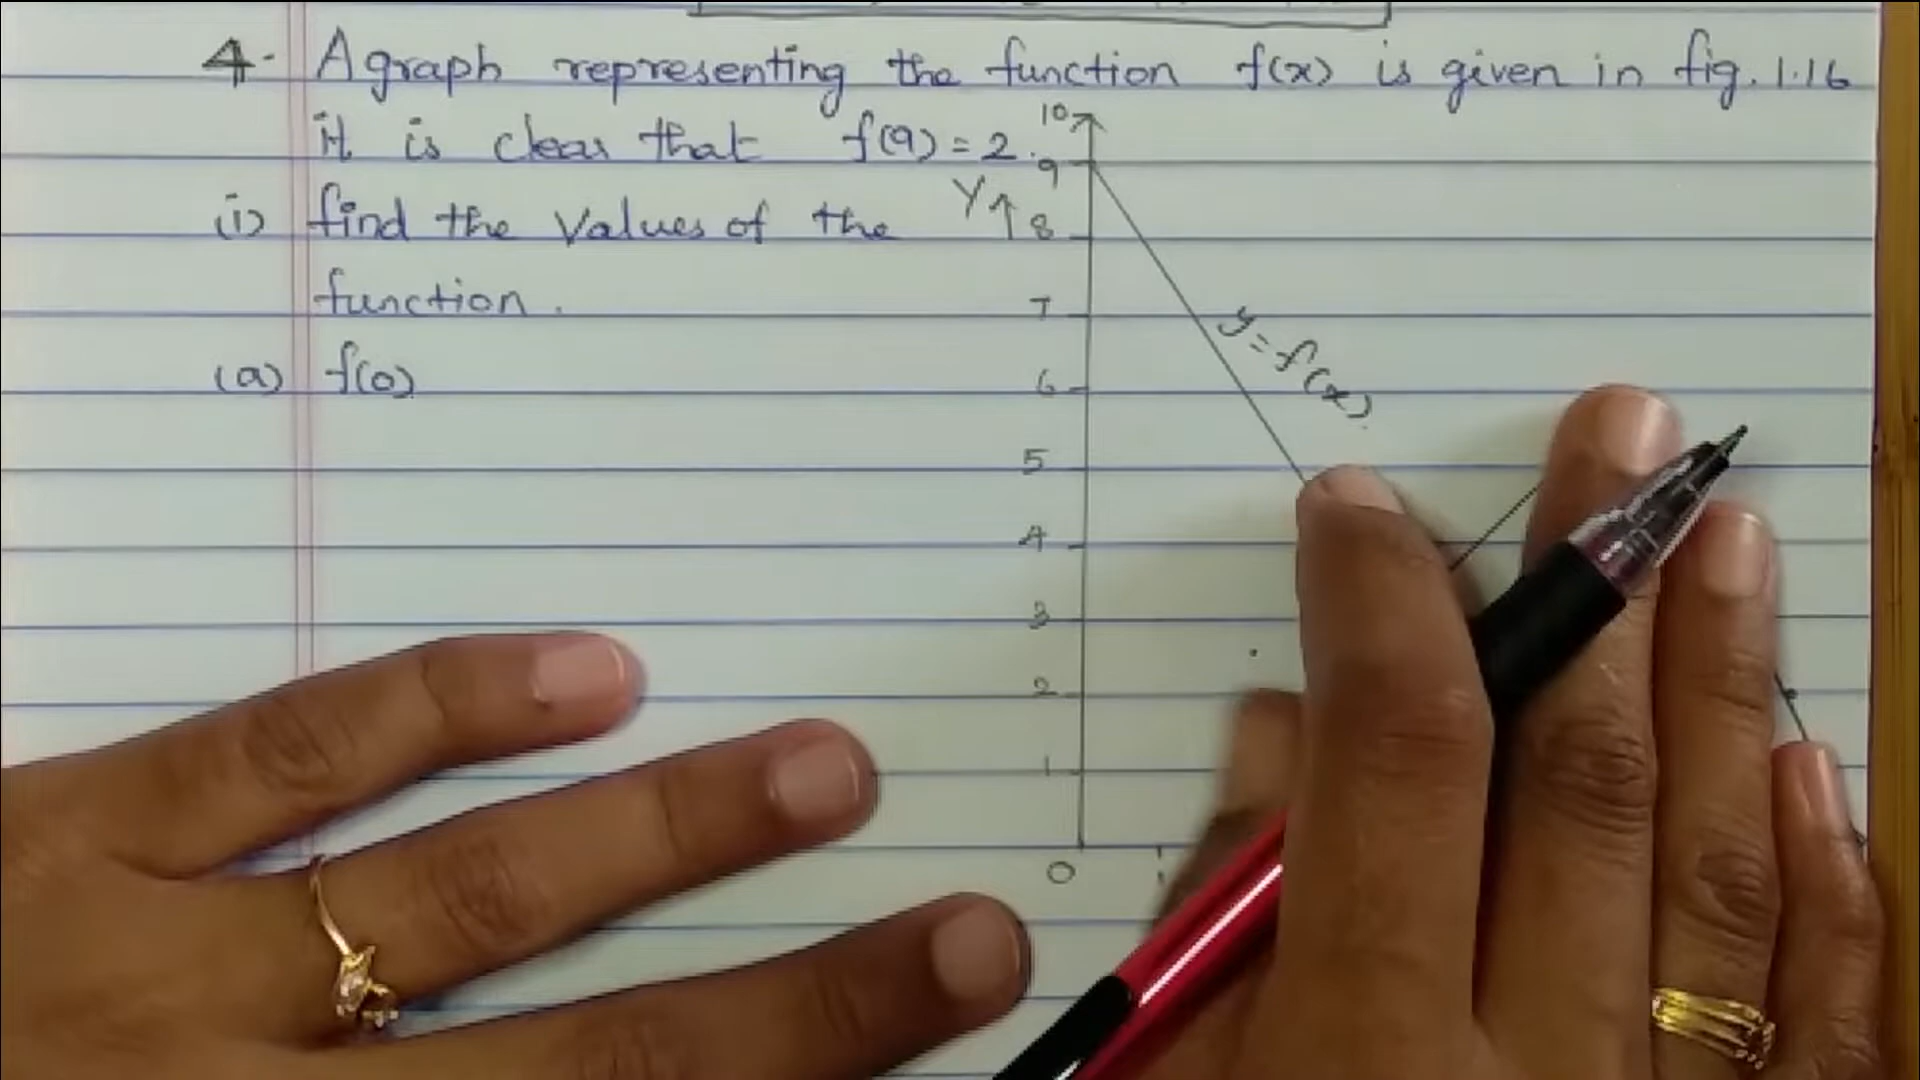 4. A graph representing the function f(x) is given in fig. 1.16
it is clear that f(9) = 2.
(i) find the values of the
function.
(a) f(0)
10
9
Y↑
8
7
y = f(x).
6
5
4
3
2
1
0